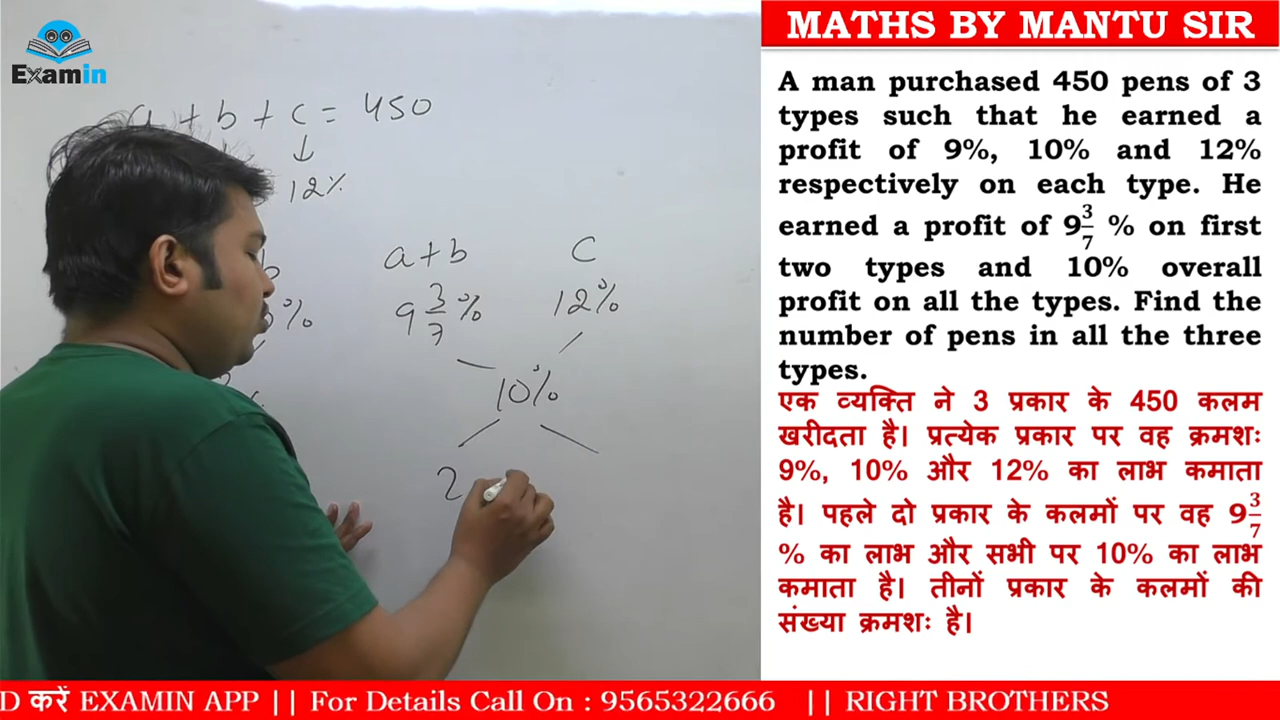 Examin
MATHS BY MANTU SIR
a + b + c = 450
↓
12%
b
%
a + b
C
9 3/7 %
12%
10%
2
A man purchased 450 pens of 3
types such that he earned a
profit of 9%, 10% and 12%
respectively on each type. He
earned a profit of 9 3/7 % on first
two types and 10% overall
profit on all the types. Find the
number of pens in all the three
types.
एक व्यक्ति ने 3 प्रकार के 450 कलम
खरीदता है। प्रत्येक प्रकार पर वह क्रमशः
9%, 10% और 12% का लाभ कमाता
है। पहले दो प्रकार के कलमों पर वह 9 3/7
% का लाभ और सभी पर 10% का लाभ
कमाता है। तीनों प्रकार के कलमों की
संख्या क्रमशः है।
D करें EXAMIN APP || For Details Call On : 9565322666 || RIGHT BROTHERS